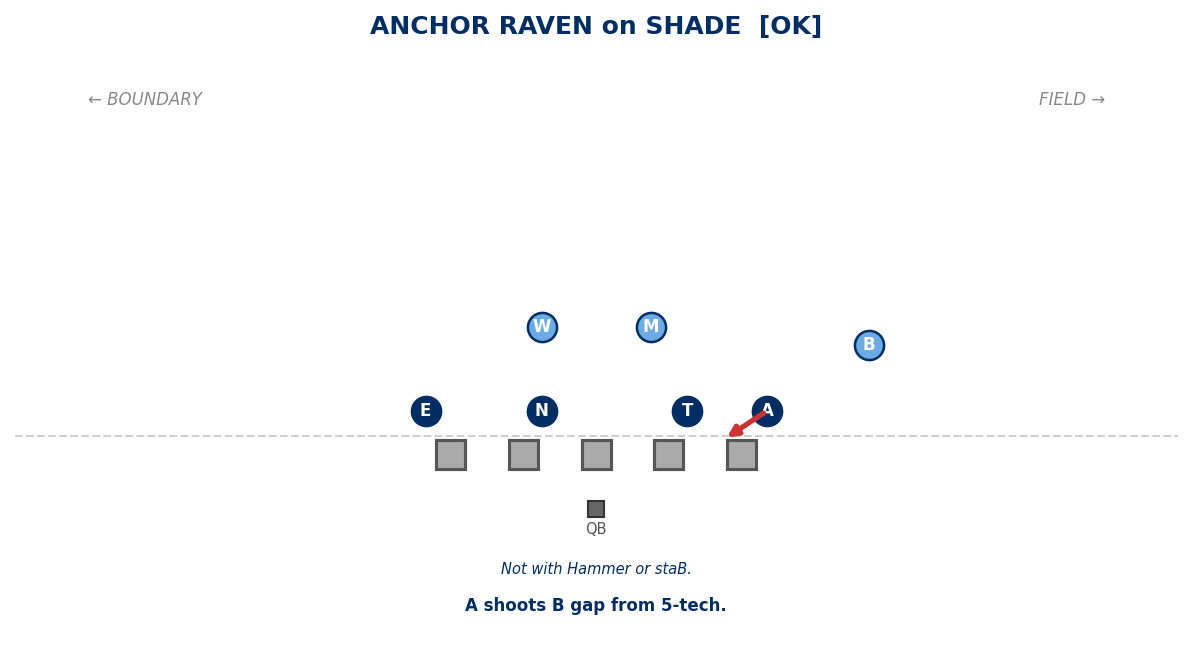 ANCHOR RAVEN on SHADE  [OK]
← BOUNDARY
FIELD →
W
M
B
E
N
T
A
QB
Not with Hammer or staB.
A shoots B gap from 5-tech.